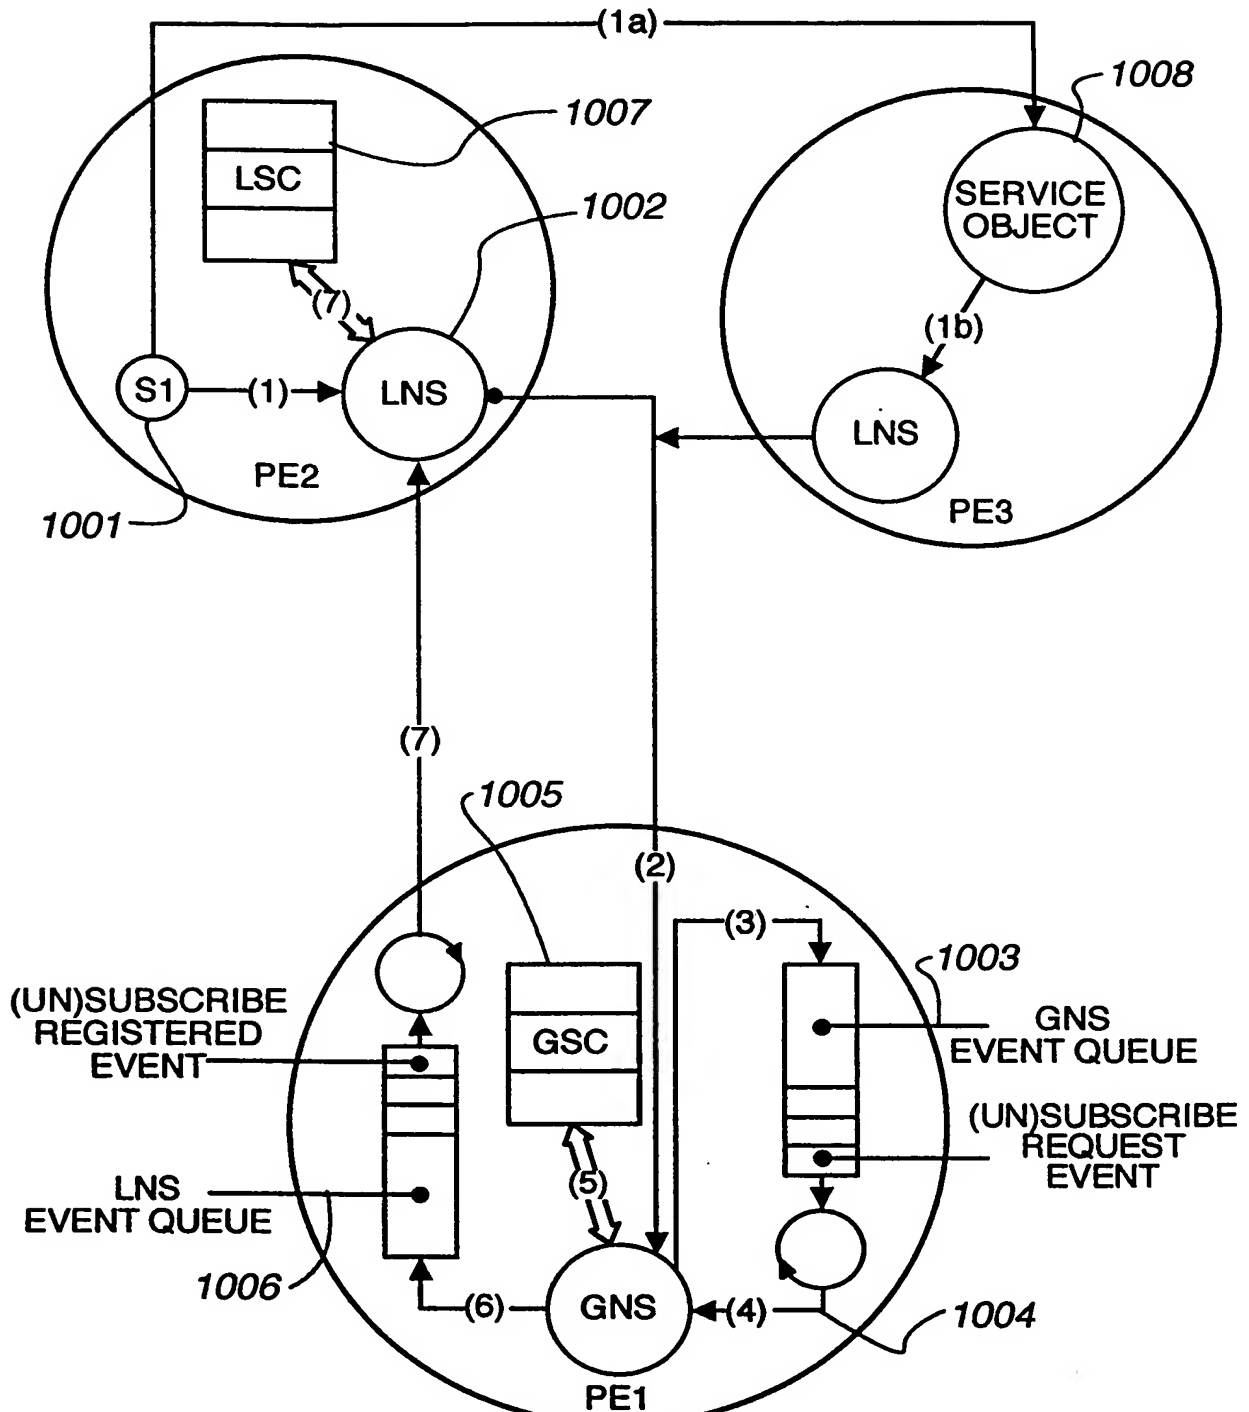 (1a)
1008
1007
LSC
SERVICE
OBJECT
1002
(7)
(1b)
S1
(1)
LNS
LNS
PE2
PE3
1001
(7)
1005
(2)
(3)
1003
(UN)SUBSCRIBE
REGISTERED
EVENT
GSC
GNS
EVENT QUEUE
(UN)SUBSCRIBE
REQUEST
EVENT
LNS
EVENT QUEUE
(5)
1006
(6)
GNS
(4)
1004
PE1